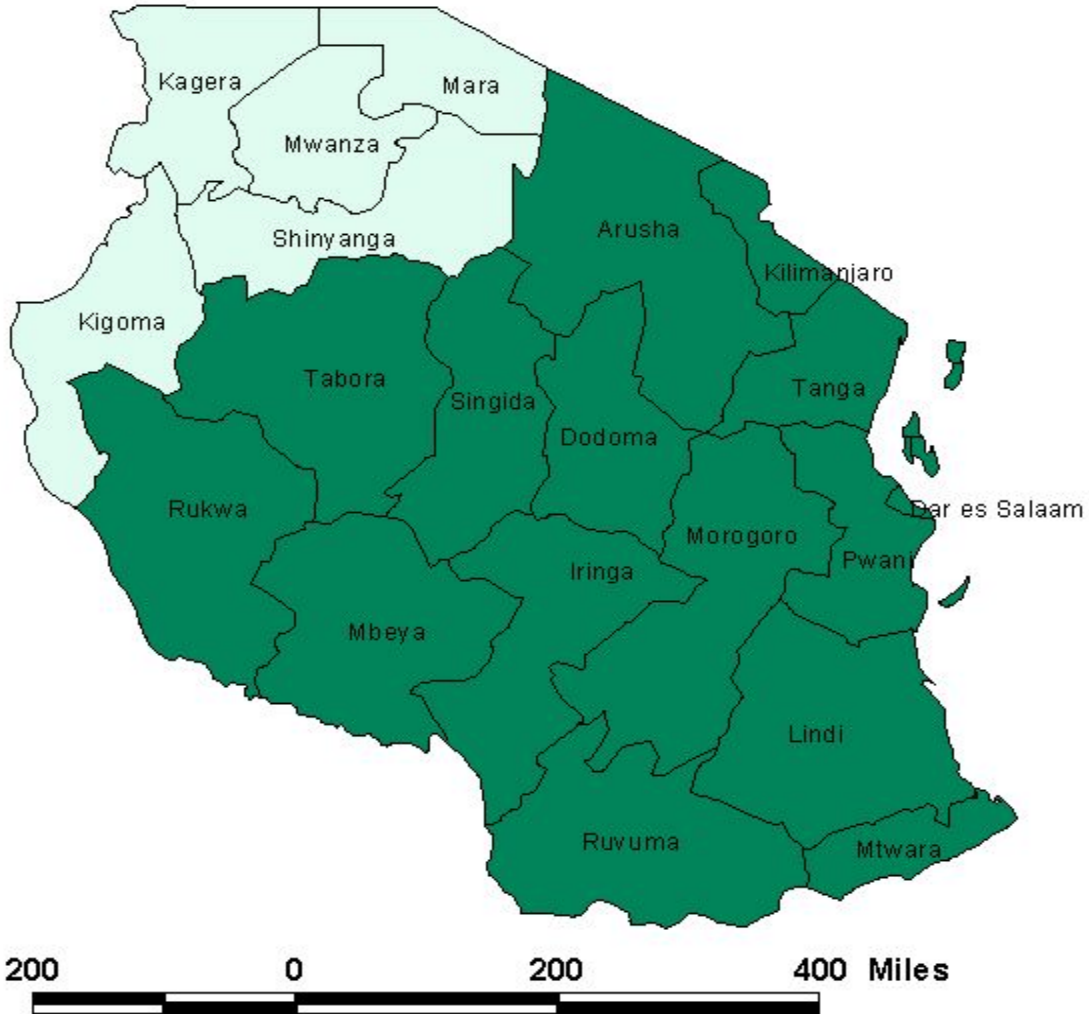 Kagera
Mara
Mwanza
Arusha
Shinyanga
Kilimanjaro
Kigoma
Tabora
Tanga
Singida
Dodoma
Rukwa
Dar es Salaam
Morogoro
Pwani
Iringa
Mbeya
Lindi
Ruvuma
Mtwara
200 0 200 400 Miles